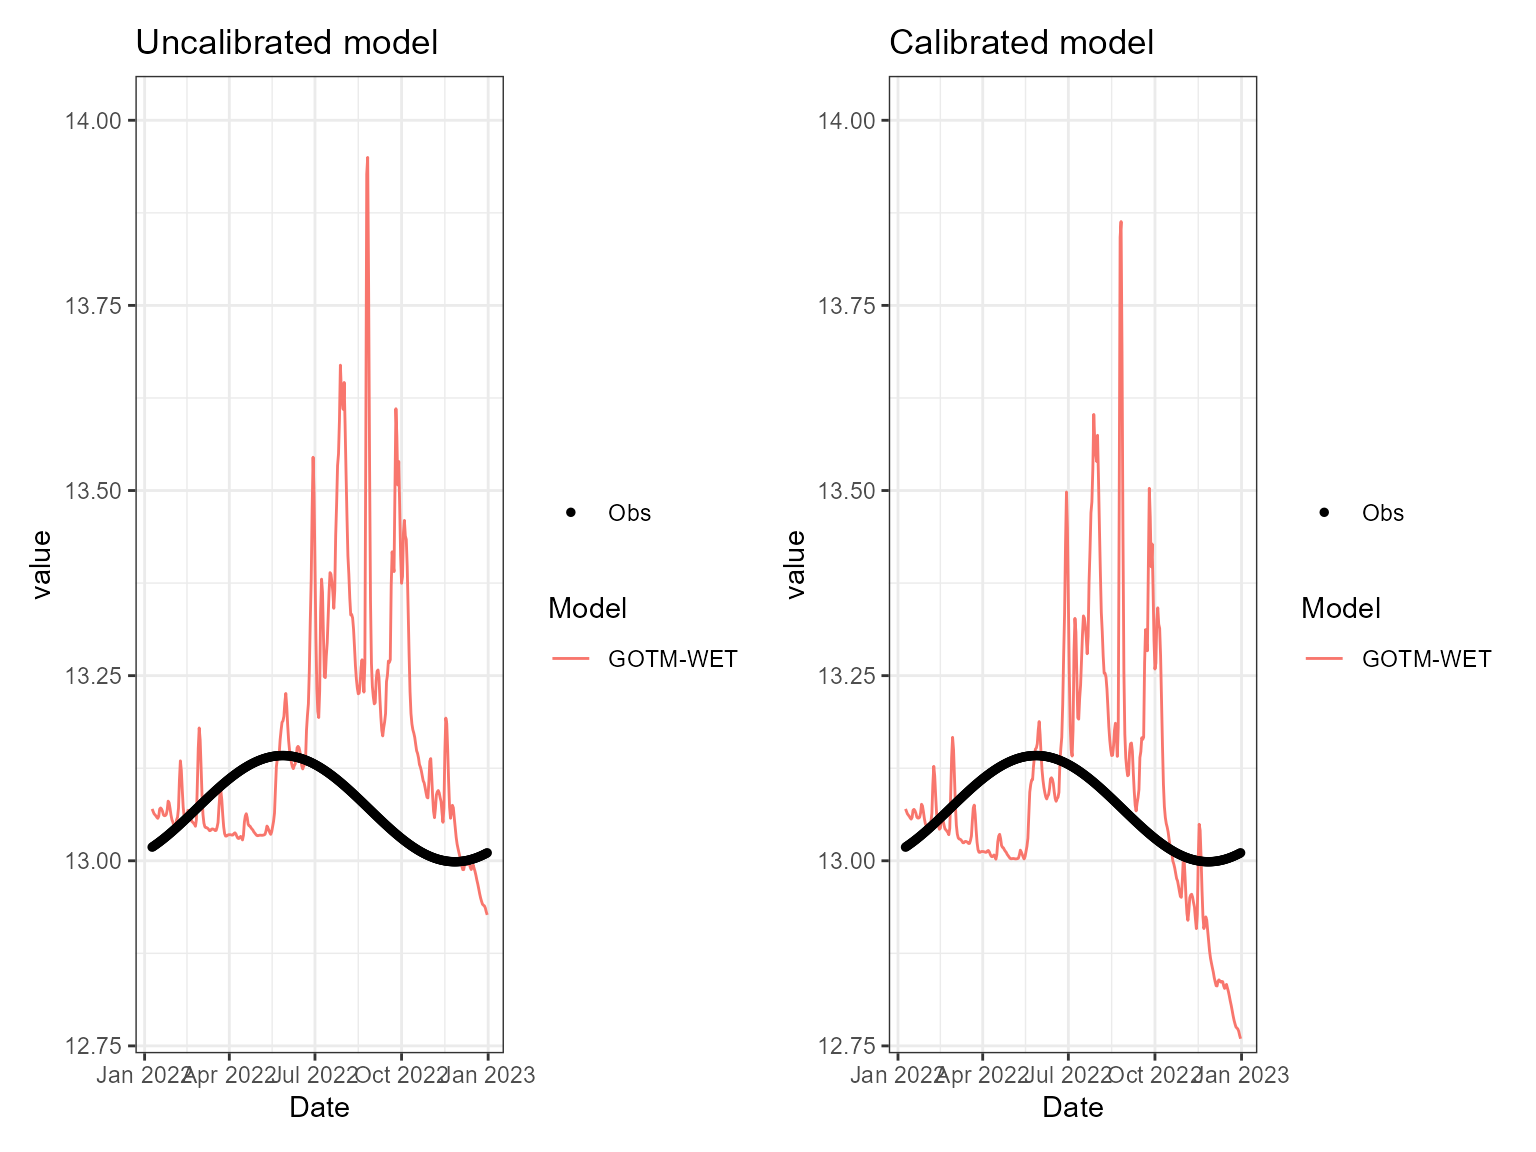 Uncalibrated model
14.00
13.75
13.50
13.25
13.00
12.75
value
Jan 2022 Apr 2022 Jul 2022 Oct 2022 Jan 2023
Date
Obs
Model
GOTM-WET
Calibrated model
14.00
13.75
13.50
13.25
13.00
12.75
value
Jan 2022 Apr 2022 Jul 2022 Oct 2022 Jan 2023
Date
Obs
Model
GOTM-WET